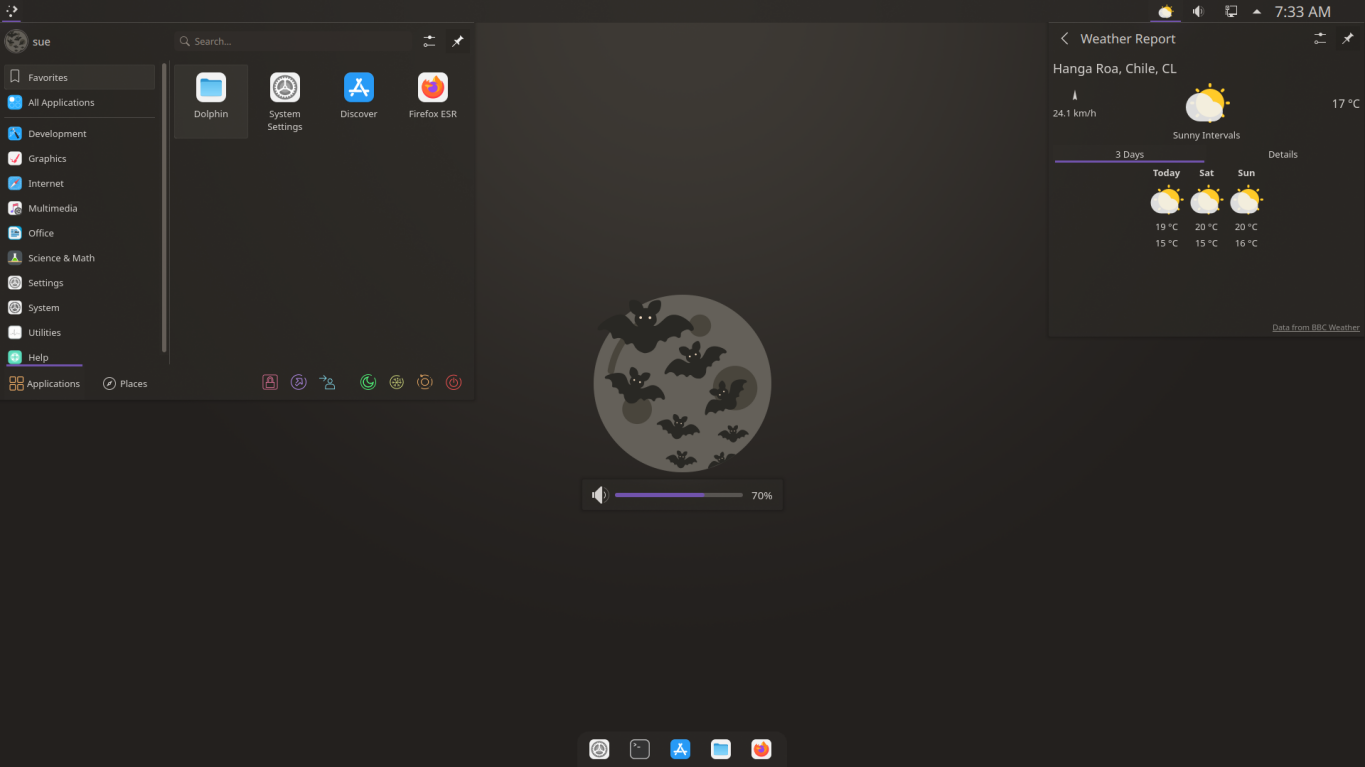 7:33 AM
sue
Search...
Favorites
All Applications
Development
Graphics
Internet
Multimedia
Office
Science & Math
Settings
System
Utilities
Help
Applications
Places
Dolphin
System
Settings
Discover
Firefox ESR
Weather Report
Hanga Roa, Chile, CL
24.1 km/h
17 °C
Sunny Intervals
3 Days Details
Today Sat Sun
19 °C 20 °C 20 °C
15 °C 15 °C 16 °C
Data from BBC Weather
70%